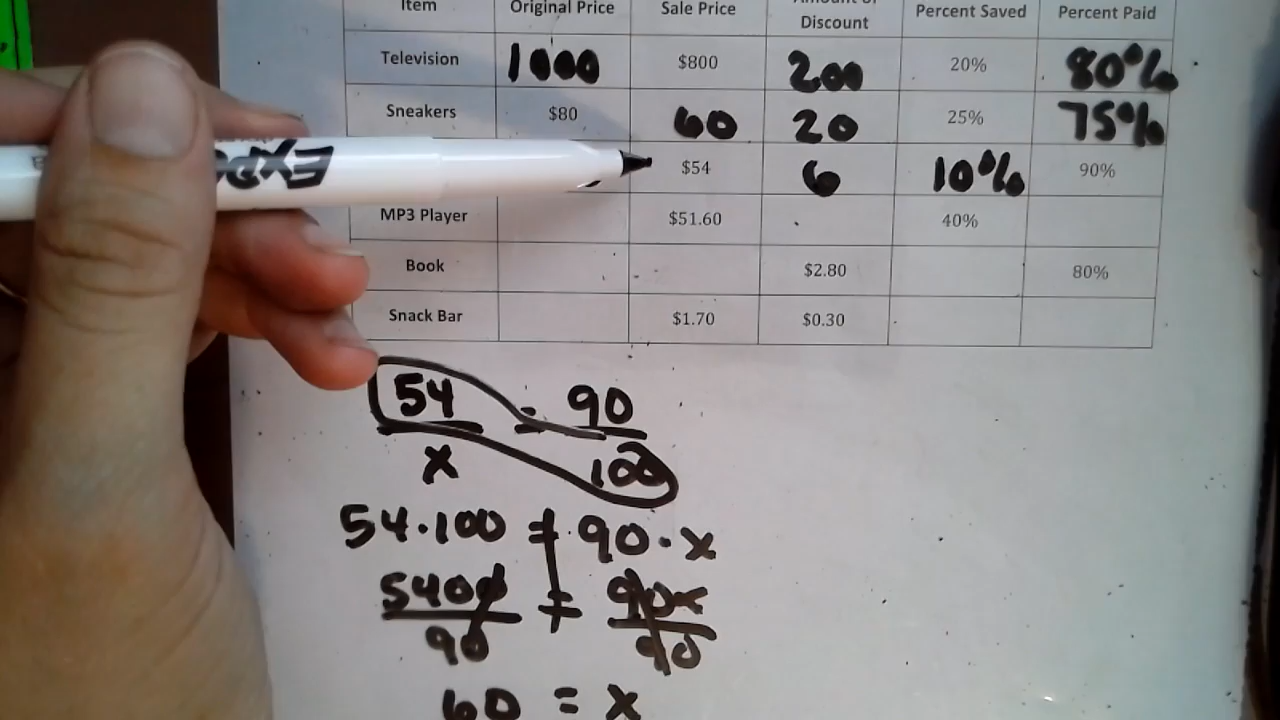 Item Original Price Sale Price Amount of Discount Percent Saved Percent Paid
Television 1000 $800 200 20% 80%
Sneakers $80 60 20 25% 75%
EXPO $54 6 10% 90%
MP3 Player $51.60 40%
Book $2.80 80%
Snack Bar $1.70 $0.30
54 = 90
x 100
54·100 = 90·x
5400 = 90x
90 90
60 = x